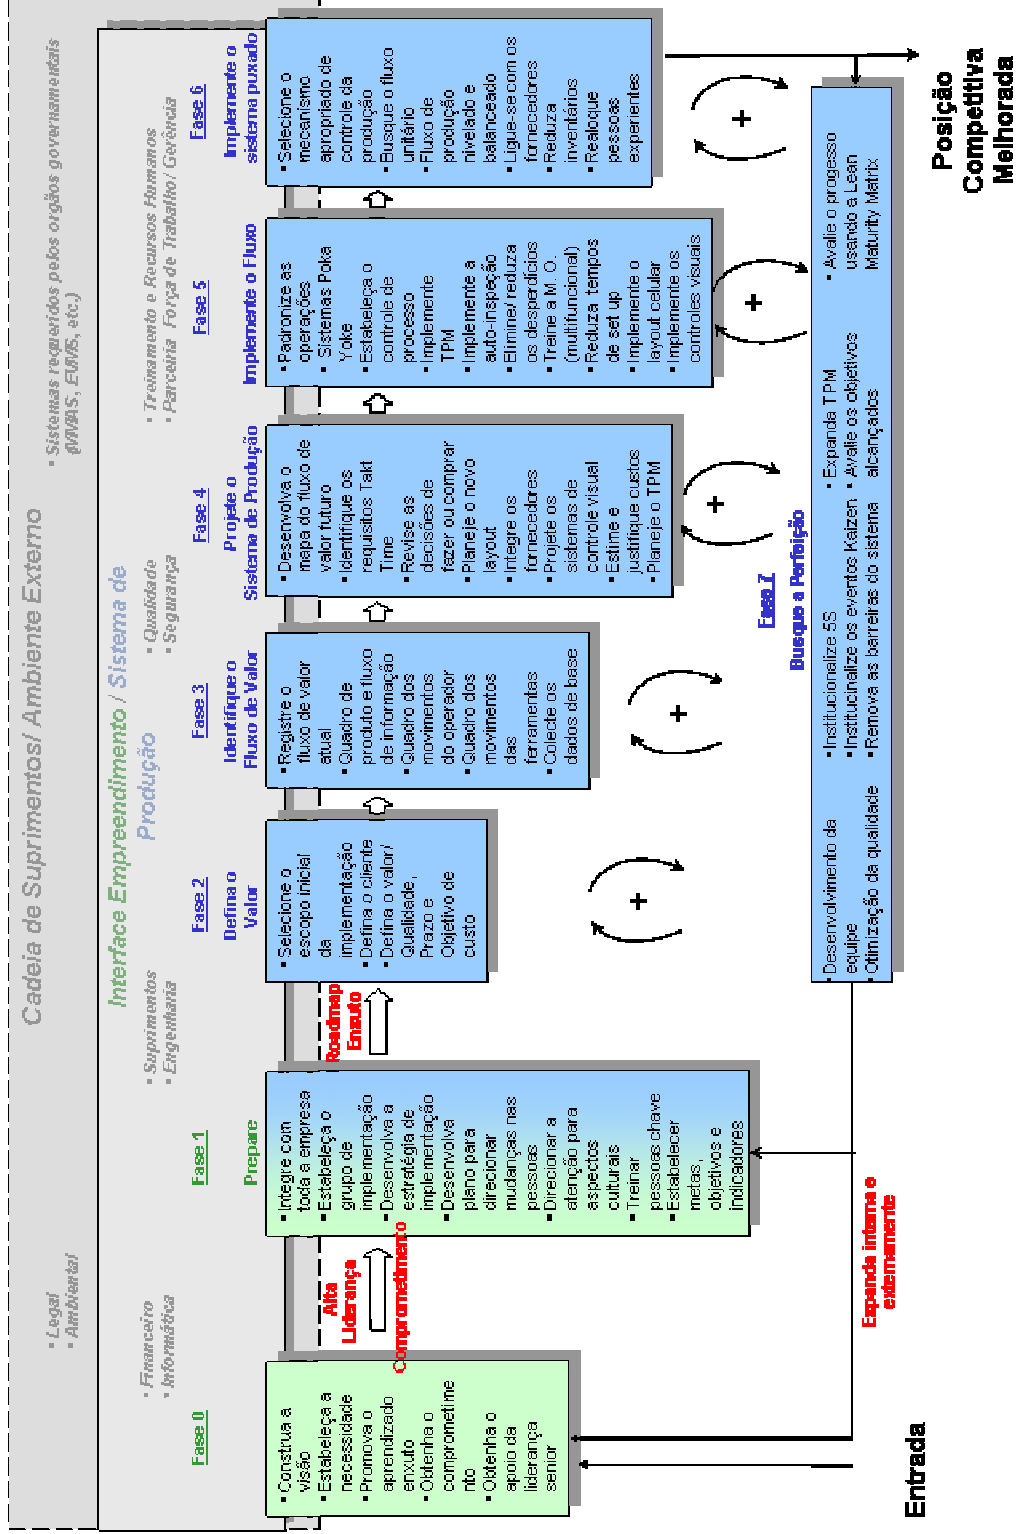 Cadeia de Suprimentos/ Ambiente Externo
▪ Legal
▪ Ambiental
▪ Sistemas requeridos pelos orgãos governamentais
Interface Empreendimento / Sistema de
Produção
▪ Financeiro
▪ Informática
▪ Suprimentos
▪ Engenharia
▪ Qualidade
▪ Segurança
▪ Treinamento e Recursos Humanos
▪ Parceria Força de Trabalho/ Gerência
Fase 0
▪ Construa a
visão
▪ Estabeleça a
necessidade
▪ Promova o
aprendizado
enxuto
▪ Obtenha o
comprometime
nto
▪ Obtenha o
apoio da
liderança
senior
Alta
Liderança
Comprometimento
Fase 1
Prepare
▪ Integre com
toda a empresa
▪ Estabeleça o
grupo de
implementação
▪ Desenvolva a
estratégia de
implementação
▪ Desenvolva
plano para
direcionar
mudanças nas
pessoas
▪ Direcionar a
atenção para
aspectos
culturais
▪ Treinar
pessoas chave
▪ Estabelecer
metas,
objetivos e
indicadores
Roadmap
Enxuto
Fase 2
Defina o
Valor
▪ Selecione o
escopo inicial
da
implementação
▪ Defina o cliente
▪ Defina o valor/
Qualidade,
Prazo e
Objetivo de
custo
Fase 3
Identifique o
Fluxo de Valor
▪ Registre o
fluxo de valor
atual
▪ Quadro de
produto e fluxo
de informação
▪ Quadro dos
movimentos
do operador
▪ Quadro dos
movimentos
das
ferramentas
▪ Colecte os
dados de base
Fase 4
Projete o
Sistema de Produção
▪ Desenvolva o
mapa do fluxo de
valor futuro
▪ Identifique os
requisitos Takt
Time
▪ Revise as
decisões de
fazer ou comprar
▪ Planeje o novo
layout
▪ Integre os
fornecedores
▪ Projete os
sistemas de
controle visual
▪ Estime e
justifique custos
▪ Planeje o TPM
Fase 5
Implemente o Fluxo
▪ Padronize as
operações
▪ Sistemas Poka
Yoke
▪ Estabeleça o
controle de
processo
▪ Implemente
TPM
▪ Implemente a
auto-inspeção
▪ Elimine/ reduza
os desperdícios
▪ Treine a M. O.
(multifuncional)
▪ Reduza tempos
de set up
▪ Implemente o
layout celular
▪ Implemente os
controles visuais
Fase 6
Implemente o
sistema puxado
▪ Selecione o
mecanismo
apropriado de
controle da
produção
▪ Busque o fluxo
unitário
▪ Fluxo de
produção
nivelado e
balanceado
▪ Ligue-se com os
fornecedores
▪ Reduza
inventários
▪ Realoque
pessoas
experientes
+
+
+
+
+
Fase 7
Busque a Perfeição
▪ Desenvolvimento da
equipe
▪ Otimização da qualidade
▪ Institucionalize 5S
▪ Institucinalize os eventos Kaizen
▪ Remova as barreiras do sistema
▪ Expanda TPM
▪ Avalie os objetivos
alcançados
▪ Avalie o progesso
usando a Lean
Maturity Matrix
Expanda interna e
externamente
Entrada
Posição
Competitiva
Melhorada